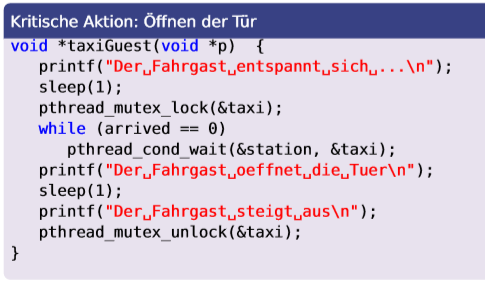 Kritische Aktion: Öffnen der Tür
void *taxiGuest(void *p)  {
   printf("Der␣Fahrgast␣entspannt␣sich␣...\n");
   sleep(1);
   pthread_mutex_lock(&taxi);
   while (arrived == 0)
      pthread_cond_wait(&station, &taxi);
   printf("Der␣Fahrgast␣oeffnet␣die␣Tuer\n");
   sleep(1);
   printf("Der␣Fahrgast␣steigt␣aus\n");
   pthread_mutex_unlock(&taxi);
}